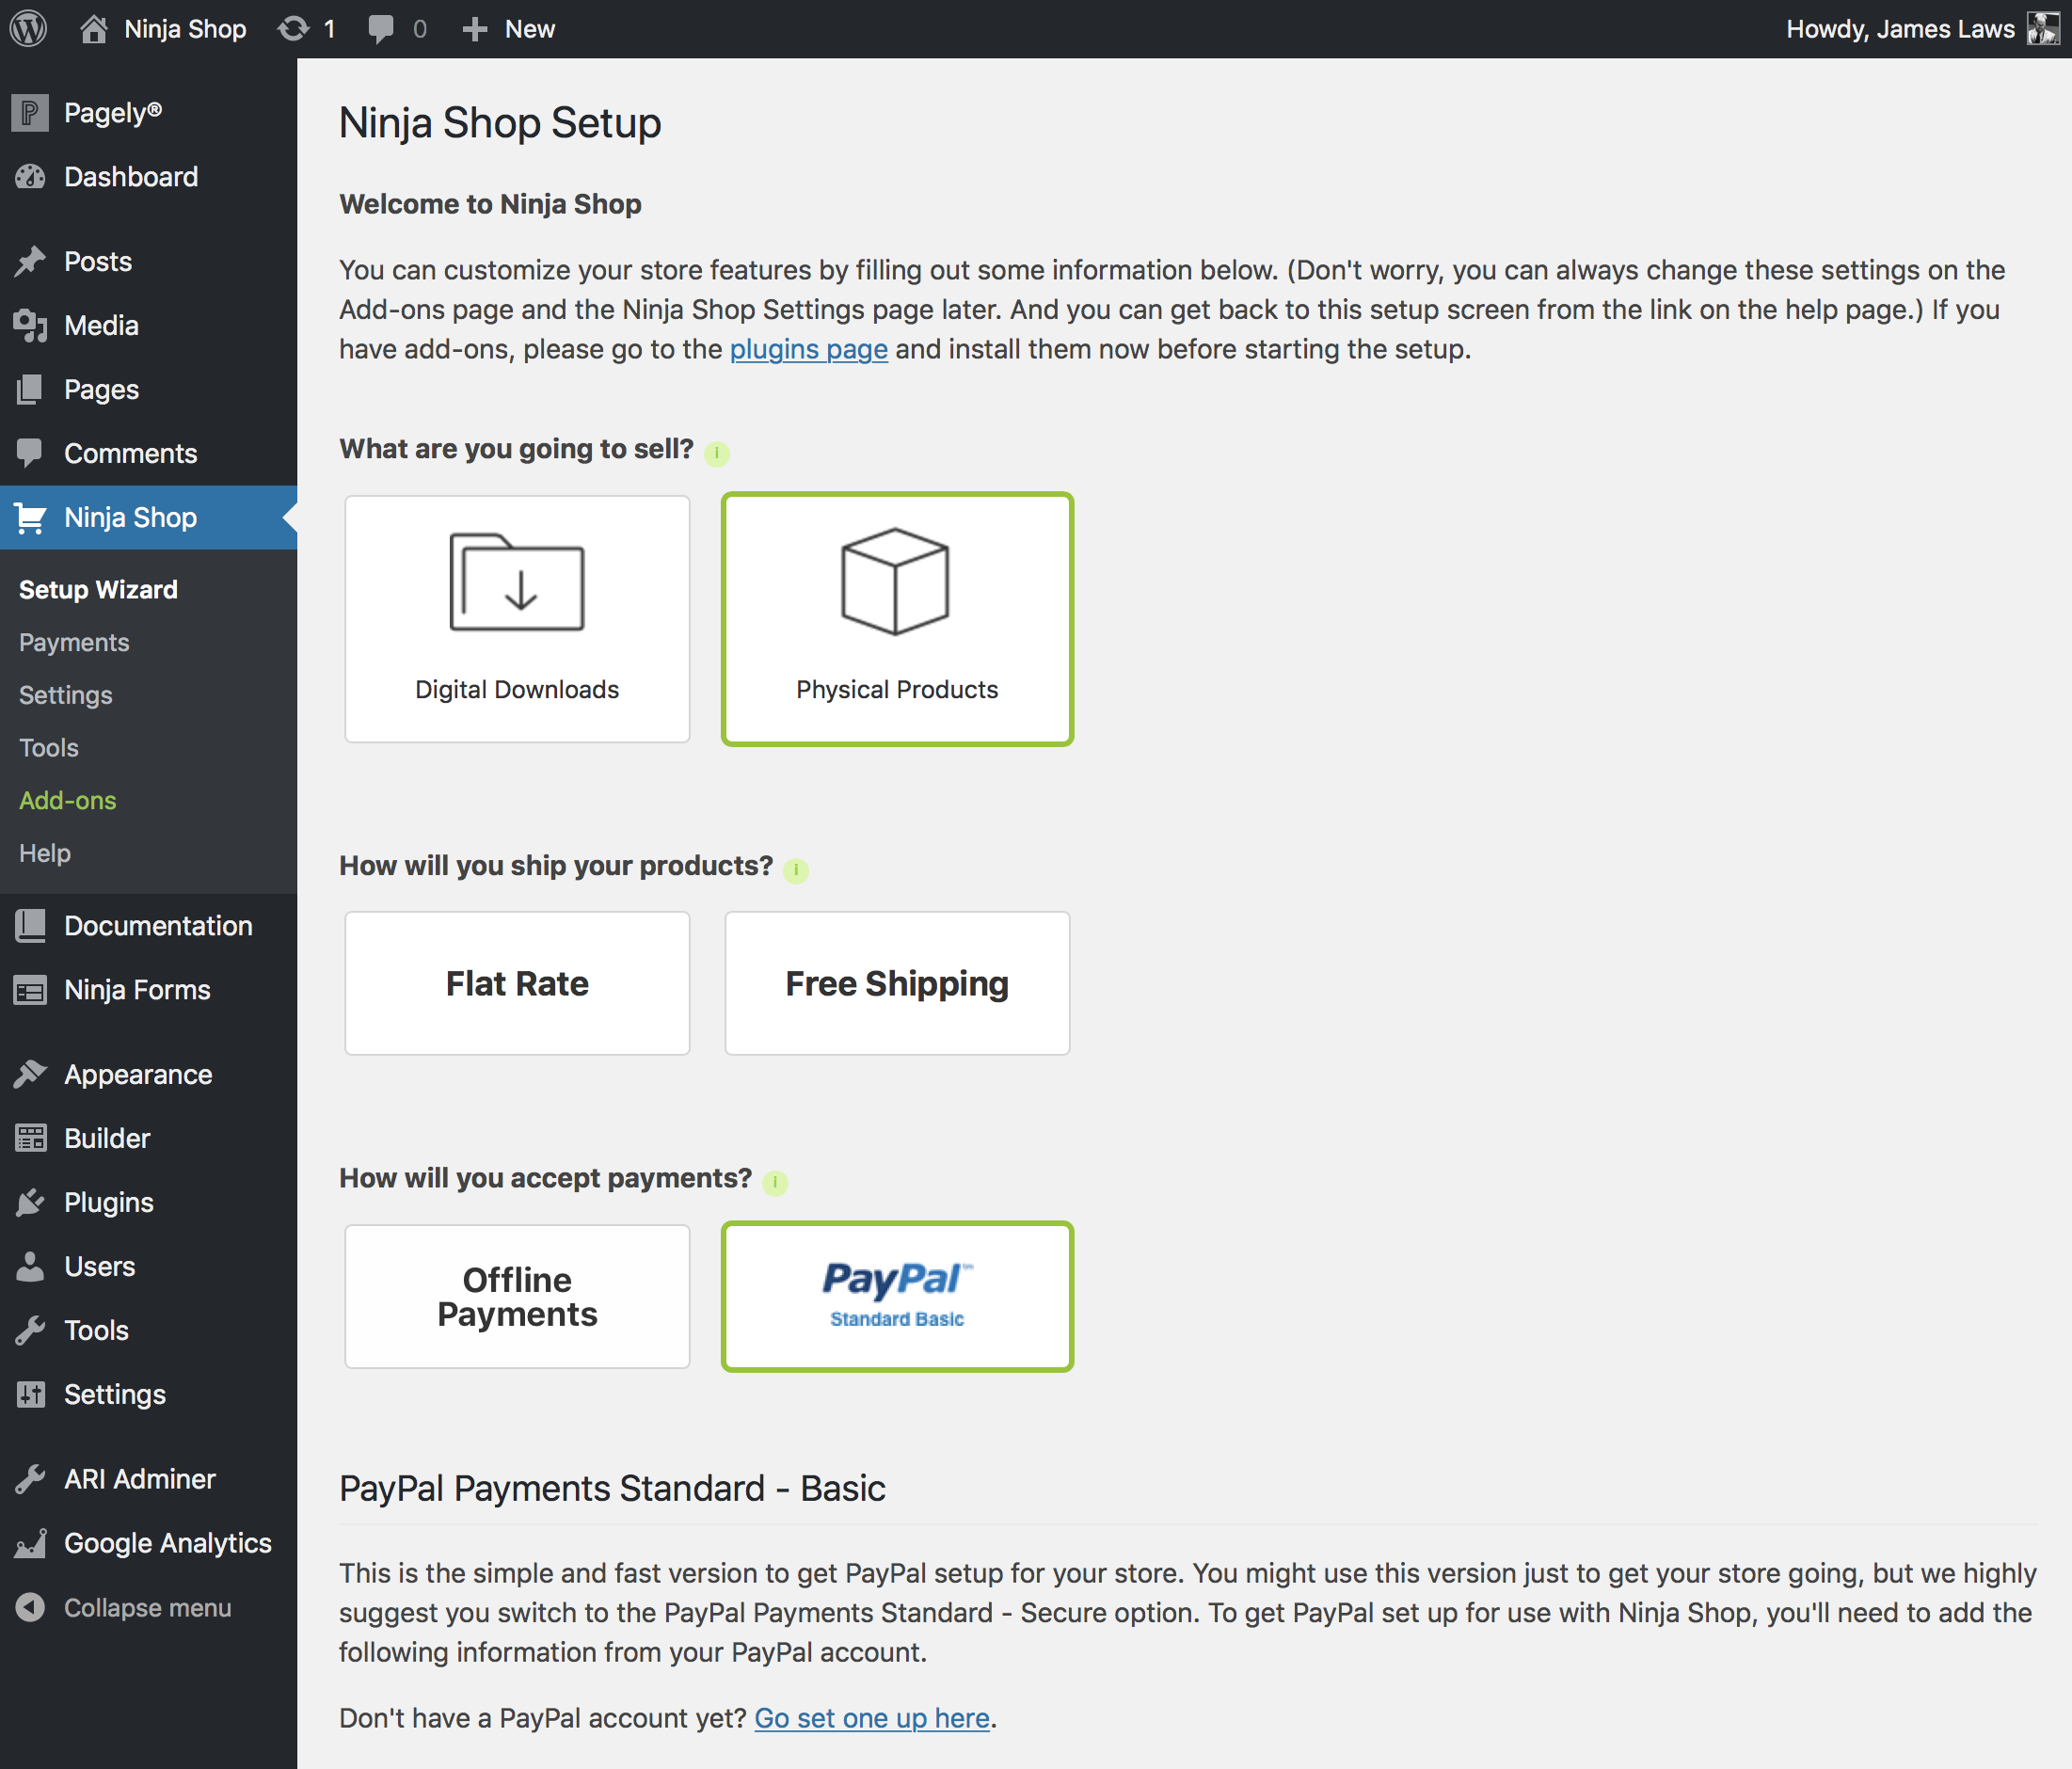 Ninja Shop 1 0 New Howdy, James Laws
Pagely®
Dashboard
Posts
Media
Pages
Comments
Ninja Shop
Setup Wizard
Payments
Settings
Tools
Add-ons
Help
Documentation
Ninja Forms
Appearance
Builder
Plugins
Users
Tools
Settings
ARI Adminer
Google Analytics
Collapse menu
Ninja Shop Setup
Welcome to Ninja Shop
You can customize your store features by filling out some information below. (Don't worry, you can always change these settings on the
Add-ons page and the Ninja Shop Settings page later. And you can get back to this setup screen from the link on the help page.) If you
have add-ons, please go to the plugins page and install them now before starting the setup.
What are you going to sell? i
Digital Downloads
Physical Products
How will you ship your products? i
Flat Rate
Free Shipping
How will you accept payments? i
Offline
Payments
PayPal
Standard Basic
PayPal Payments Standard - Basic
This is the simple and fast version to get PayPal setup for your store. You might use this version just to get your store going, but we highly
suggest you switch to the PayPal Payments Standard - Secure option. To get PayPal set up for use with Ninja Shop, you'll need to add the
following information from your PayPal account.
Don't have a PayPal account yet? Go set one up here.